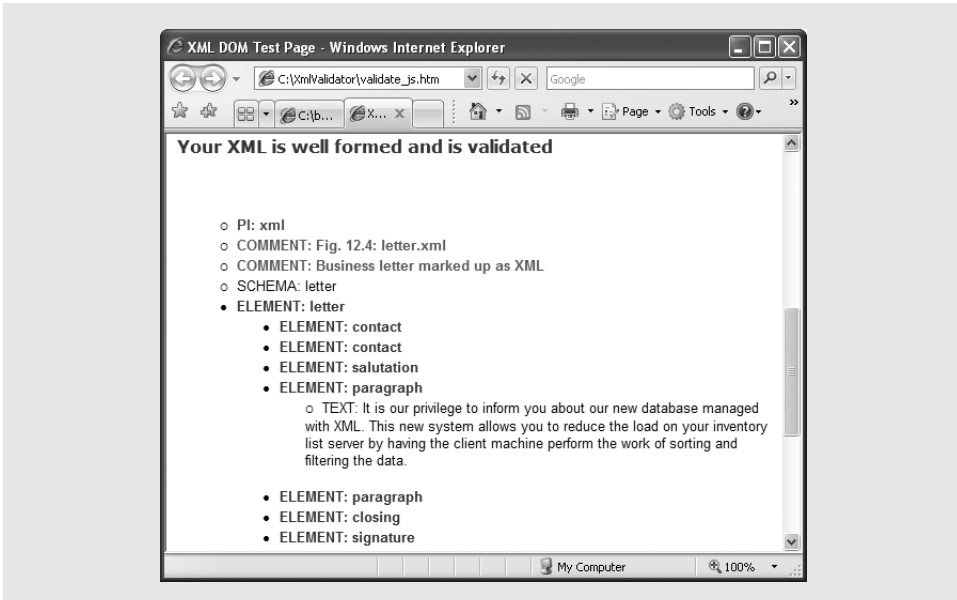 XML DOM Test Page - Windows Internet Explorer
C:\XmlValidator\validate_js.htm
Google
C:\b...
X...
Page
Tools
»
Your XML is well formed and is validated
PI: xml
COMMENT: Fig. 12.4: letter.xml
COMMENT: Business letter marked up as XML
SCHEMA: letter
ELEMENT: letter
ELEMENT: contact
ELEMENT: contact
ELEMENT: salutation
ELEMENT: paragraph
TEXT: It is our privilege to inform you about our new database managed
with XML. This new system allows you to reduce the load on your inventory
list server by having the client machine perform the work of sorting and
filtering the data.
ELEMENT: paragraph
ELEMENT: closing
ELEMENT: signature
My Computer
100%